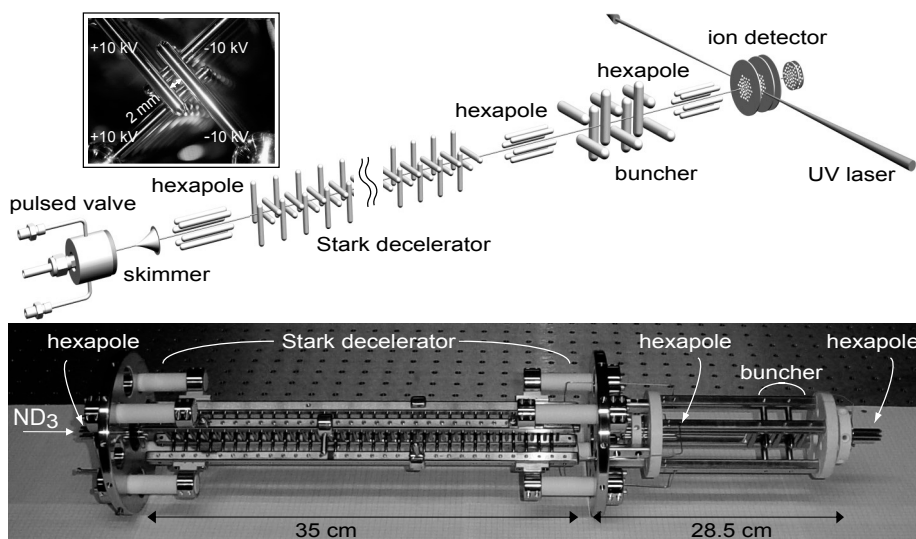 +10 kV
-10 kV
2 mm
+10 kV
-10 kV
ion detector
hexapole
hexapole
buncher
UV laser
hexapole
pulsed valve
Stark decelerator
skimmer
hexapole
Stark decelerator
hexapole
hexapole
buncher
ND3
35 cm
28.5 cm